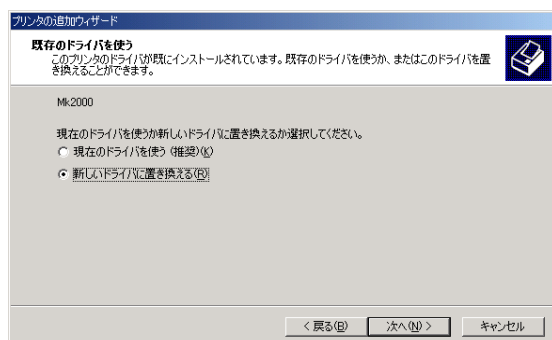 プリンタの追加ウィザード
既存のドライバを使う
このプリンタのドライバが既にインストールされています。既存のドライバを使うか、またはこのドライバを置
き換えることができます。
Mk2000
現在のドライバを使うか新しいドライバに置き換えるか選択してください。
現在のドライバを使う (推奨)(K)
新しいドライバに置き換える(R)
< 戻る(B) 次へ(N) > キャンセル